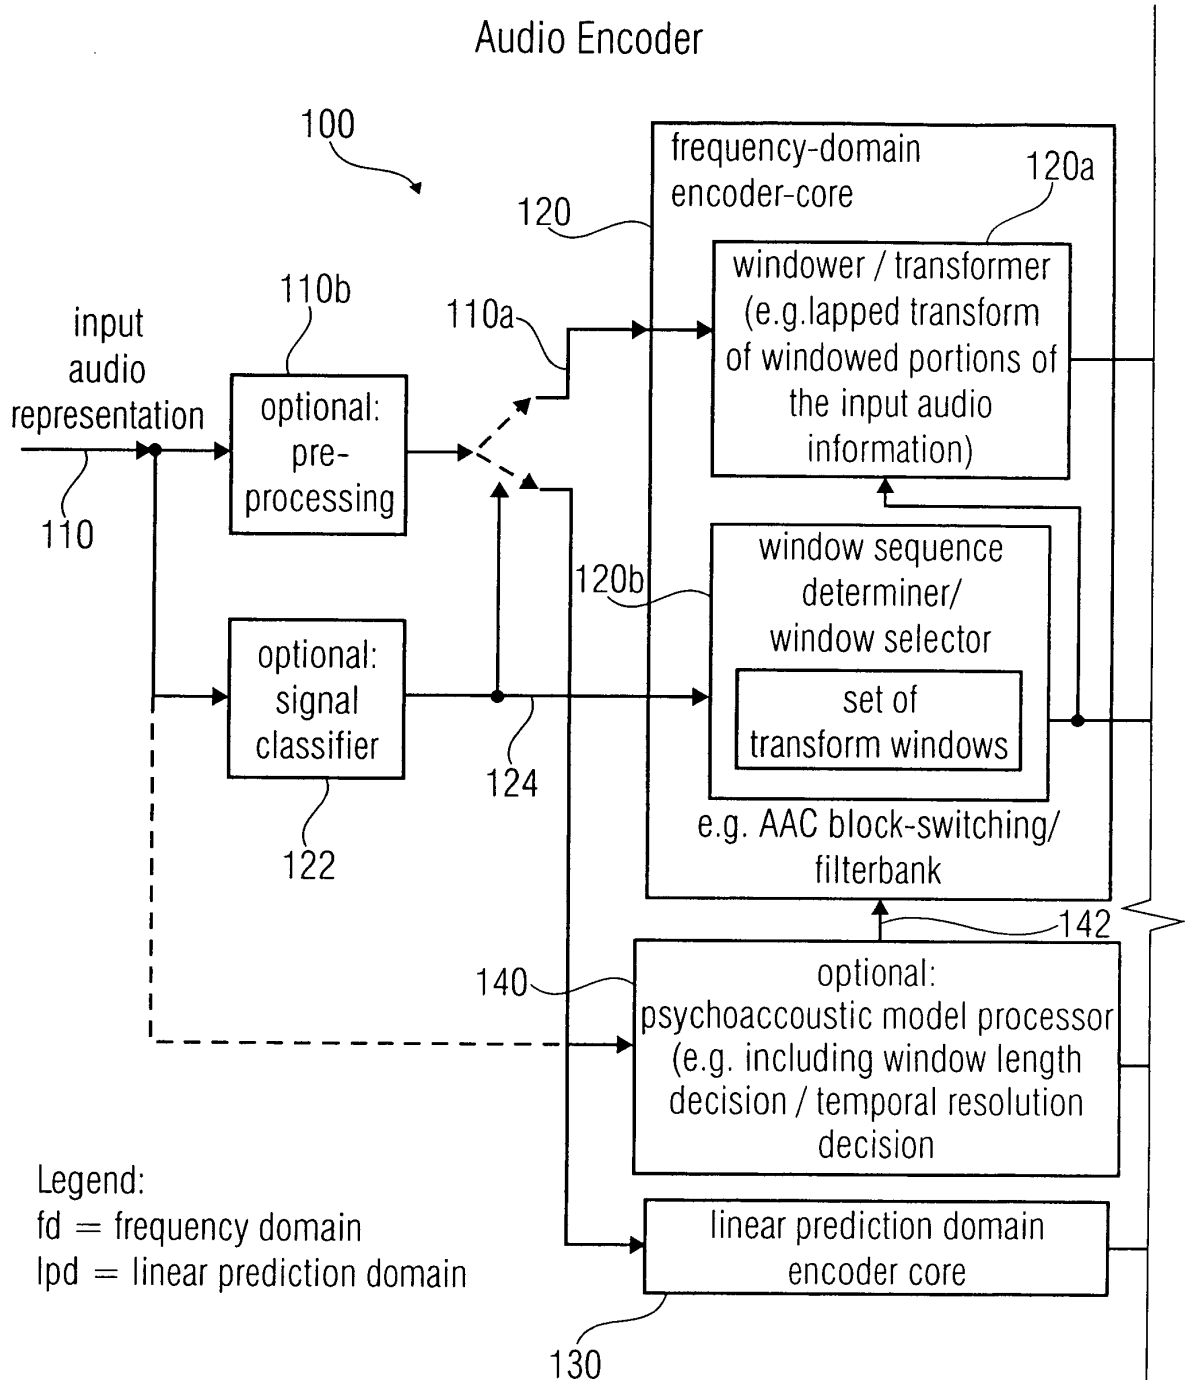 Audio Encoder
100
frequency-domain
encoder-core
120a
120
windower / transformer
(e.g.lapped transform
of windowed portions of
the input audio
information)
110b
110a
input
audio
representation
optional:
pre-
processing
110
window sequence
determiner/
window selector
120b
set of
transform windows
optional:
signal
classifier
124
122
e.g. AAC block-switching/
filterbank
142
140
optional:
psychoaccoustic model processor
(e.g. including window length
decision / temporal resolution
decision
Legend:
fd = frequency domain
lpd = linear prediction domain
linear prediction domain
encoder core
130